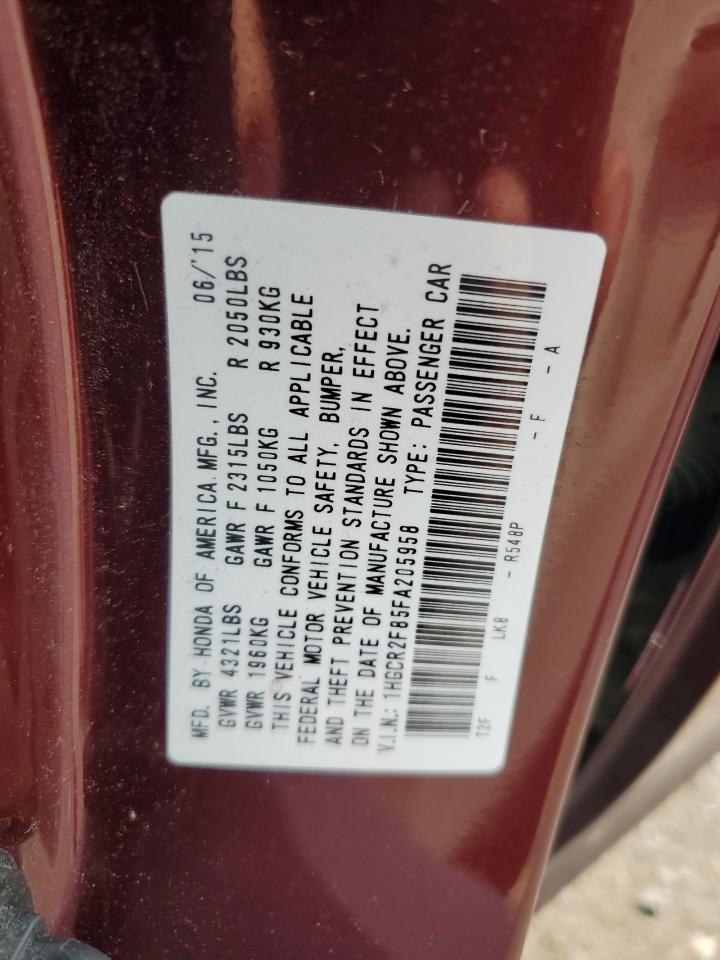 MFD. BY HONDA OF AMERICA MFG., INC. 06/'15
GVWR 4321LBS GAWR F 2315LBS R 2050LBS
GVWR 1960KG GAWR F 1050KG R 930KG
THIS VEHICLE CONFORMS TO ALL APPLICABLE
FEDERAL MOTOR VEHICLE SAFETY, BUMPER,
AND THEFT PREVENTION STANDARDS IN EFFECT
ON THE DATE OF MANUFACTURE SHOWN ABOVE.
V.I.N.: 1HGCR2F85FA205958 TYPE: PASSENGER CAR
T2F F LK8 - R548P - F - A